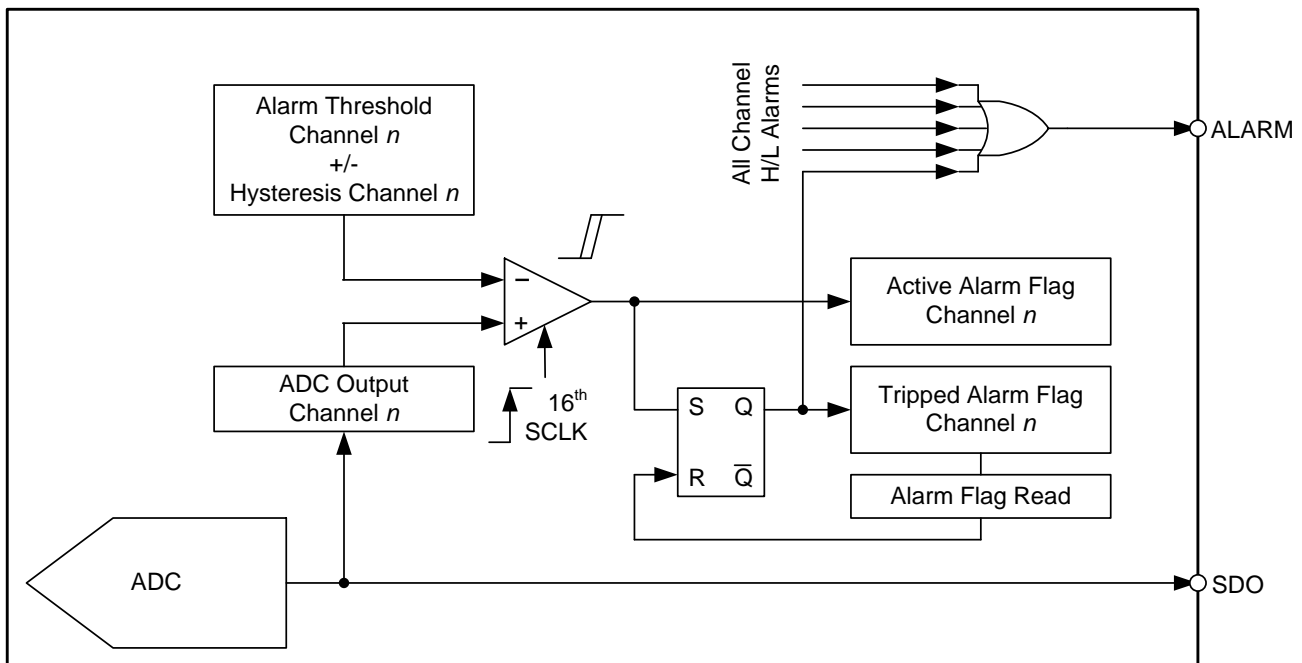 All Channel
H/L Alarms
Alarm Threshold
Channel n
+/-
Hysteresis Channel n
ALARM
−
+
Active Alarm Flag
Channel n
ADC Output
Channel n
16th
SCLK
S Q
R Q̅
Tripped Alarm Flag
Channel n
Alarm Flag Read
ADC
SDO